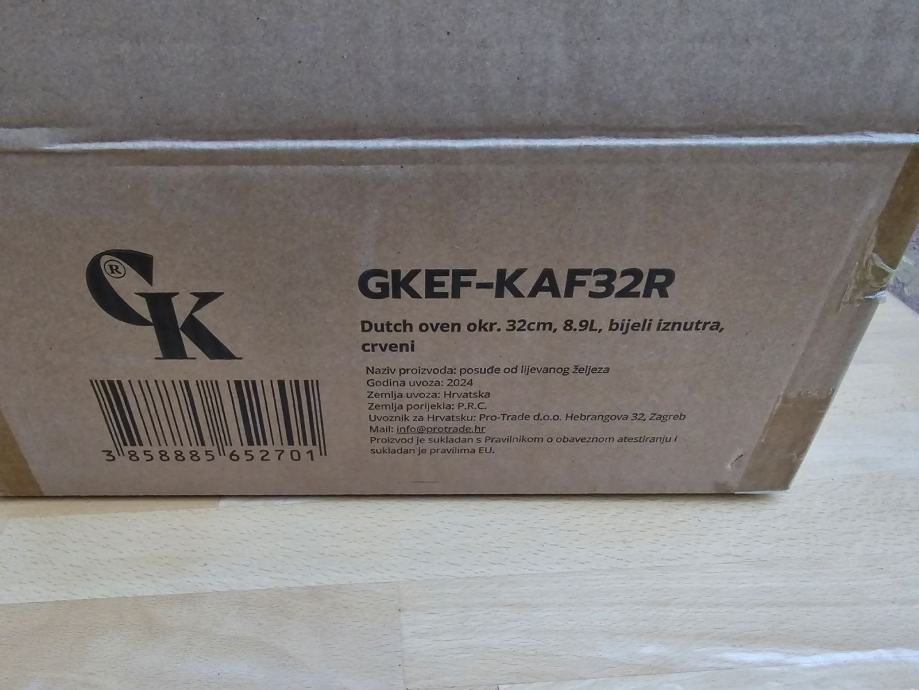 GK
®
GKEF-KAF32R
Dutch oven okr. 32cm, 8.9L, bijeli iznutra,
crveni
Naziv proizvoda: posuđe od lijevanog željeza
Godina uvoza: 2024
Zemlja uvoza: Hrvatska
Zemlja porijekla: P.R.C.
Uvoznik za Hrvatsku: Pro-Trade d.o.o. Hebrangova 32, Zagreb
Mail: info@protrade.hr
Proizvod je sukladan s Pravilnikom o obaveznom atestiranju i
sukladan je pravilima EU.
3 858885 652701